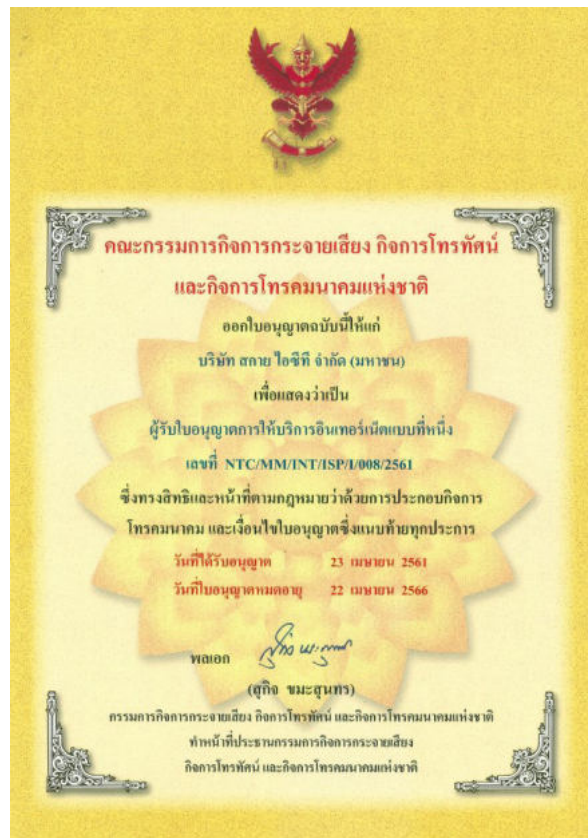 คณะกรรมการกิจการกระจายเสียง กิจการโทรทัศน์
และกิจการโทรคมนาคมแห่งชาติ
ออกใบอนุญาตฉบับนี้ให้แก่
บริษัท สกาย ไอซีที จำกัด (มหาชน)
เพื่อแสดงว่าเป็น
ผู้รับใบอนุญาตการให้บริการอินเทอร์เน็ตแบบที่หนึ่ง
เลขที่ NTC/MM/INT/ISP/I/008/2561
ซึ่งทรงสิทธิและหน้าที่ตามกฎหมายว่าด้วยการประกอบกิจการ
โทรคมนาคม และเงื่อนไขใบอนุญาตซึ่งแนบท้ายทุกประการ
วันที่ได้รับอนุญาต 23 เมษายน 2561
วันที่ใบอนุญาตหมดอายุ 22 เมษายน 2566
พลเอก
(สุกิจ ขมะสุนทร)
กรรมการกิจการกระจายเสียง กิจการโทรทัศน์ และกิจการโทรคมนาคมแห่งชาติ
ทำหน้าที่ประธานกรรมการกิจการกระจายเสียง
กิจการโทรทัศน์ และกิจการโทรคมนาคมแห่งชาติ